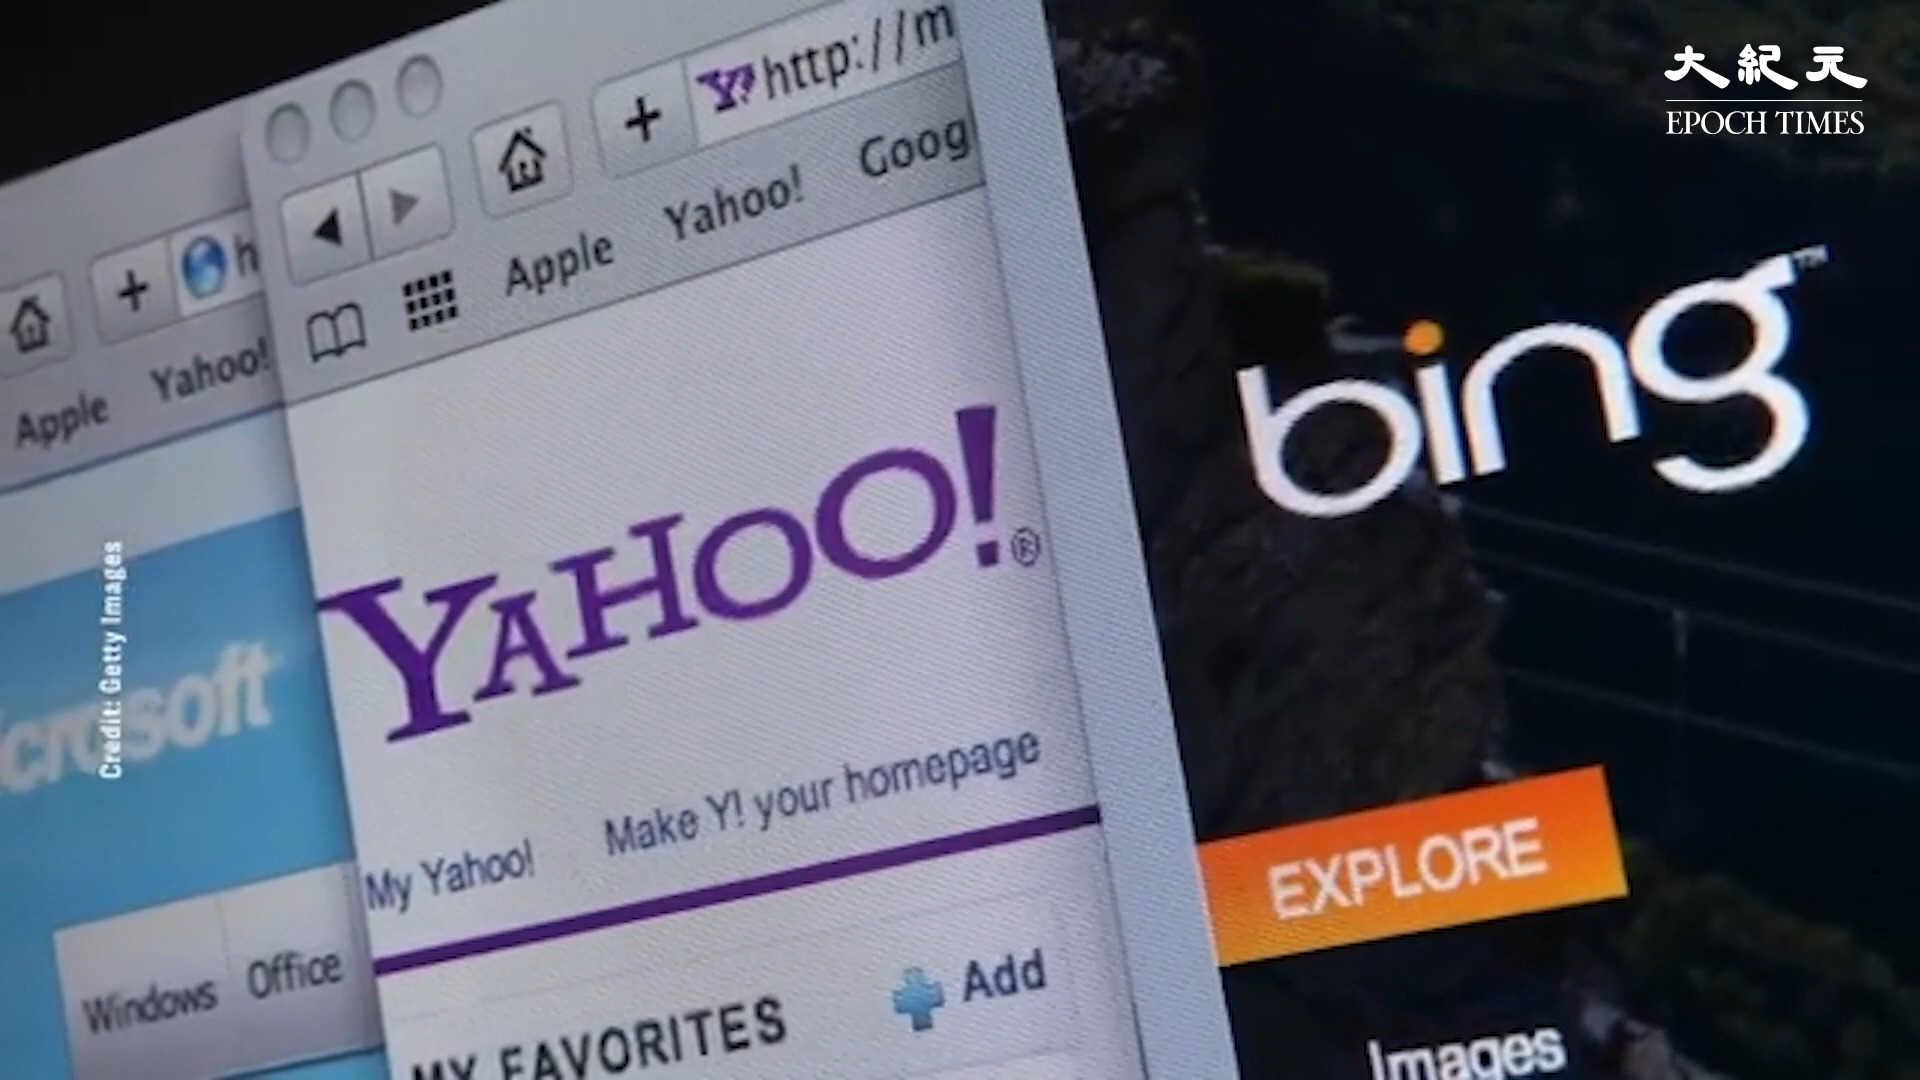 大紀元
EPOCH TIMES
http://m
Apple
Yahoo!
Goog
h
Apple
Yahoo!
YAHOO!®
My Yahoo!
Make Y! your homepage
MY FAVORITES
Add
crosoft
Windows
Office
bing™
EXPLORE
Images
Credit: Getty Images